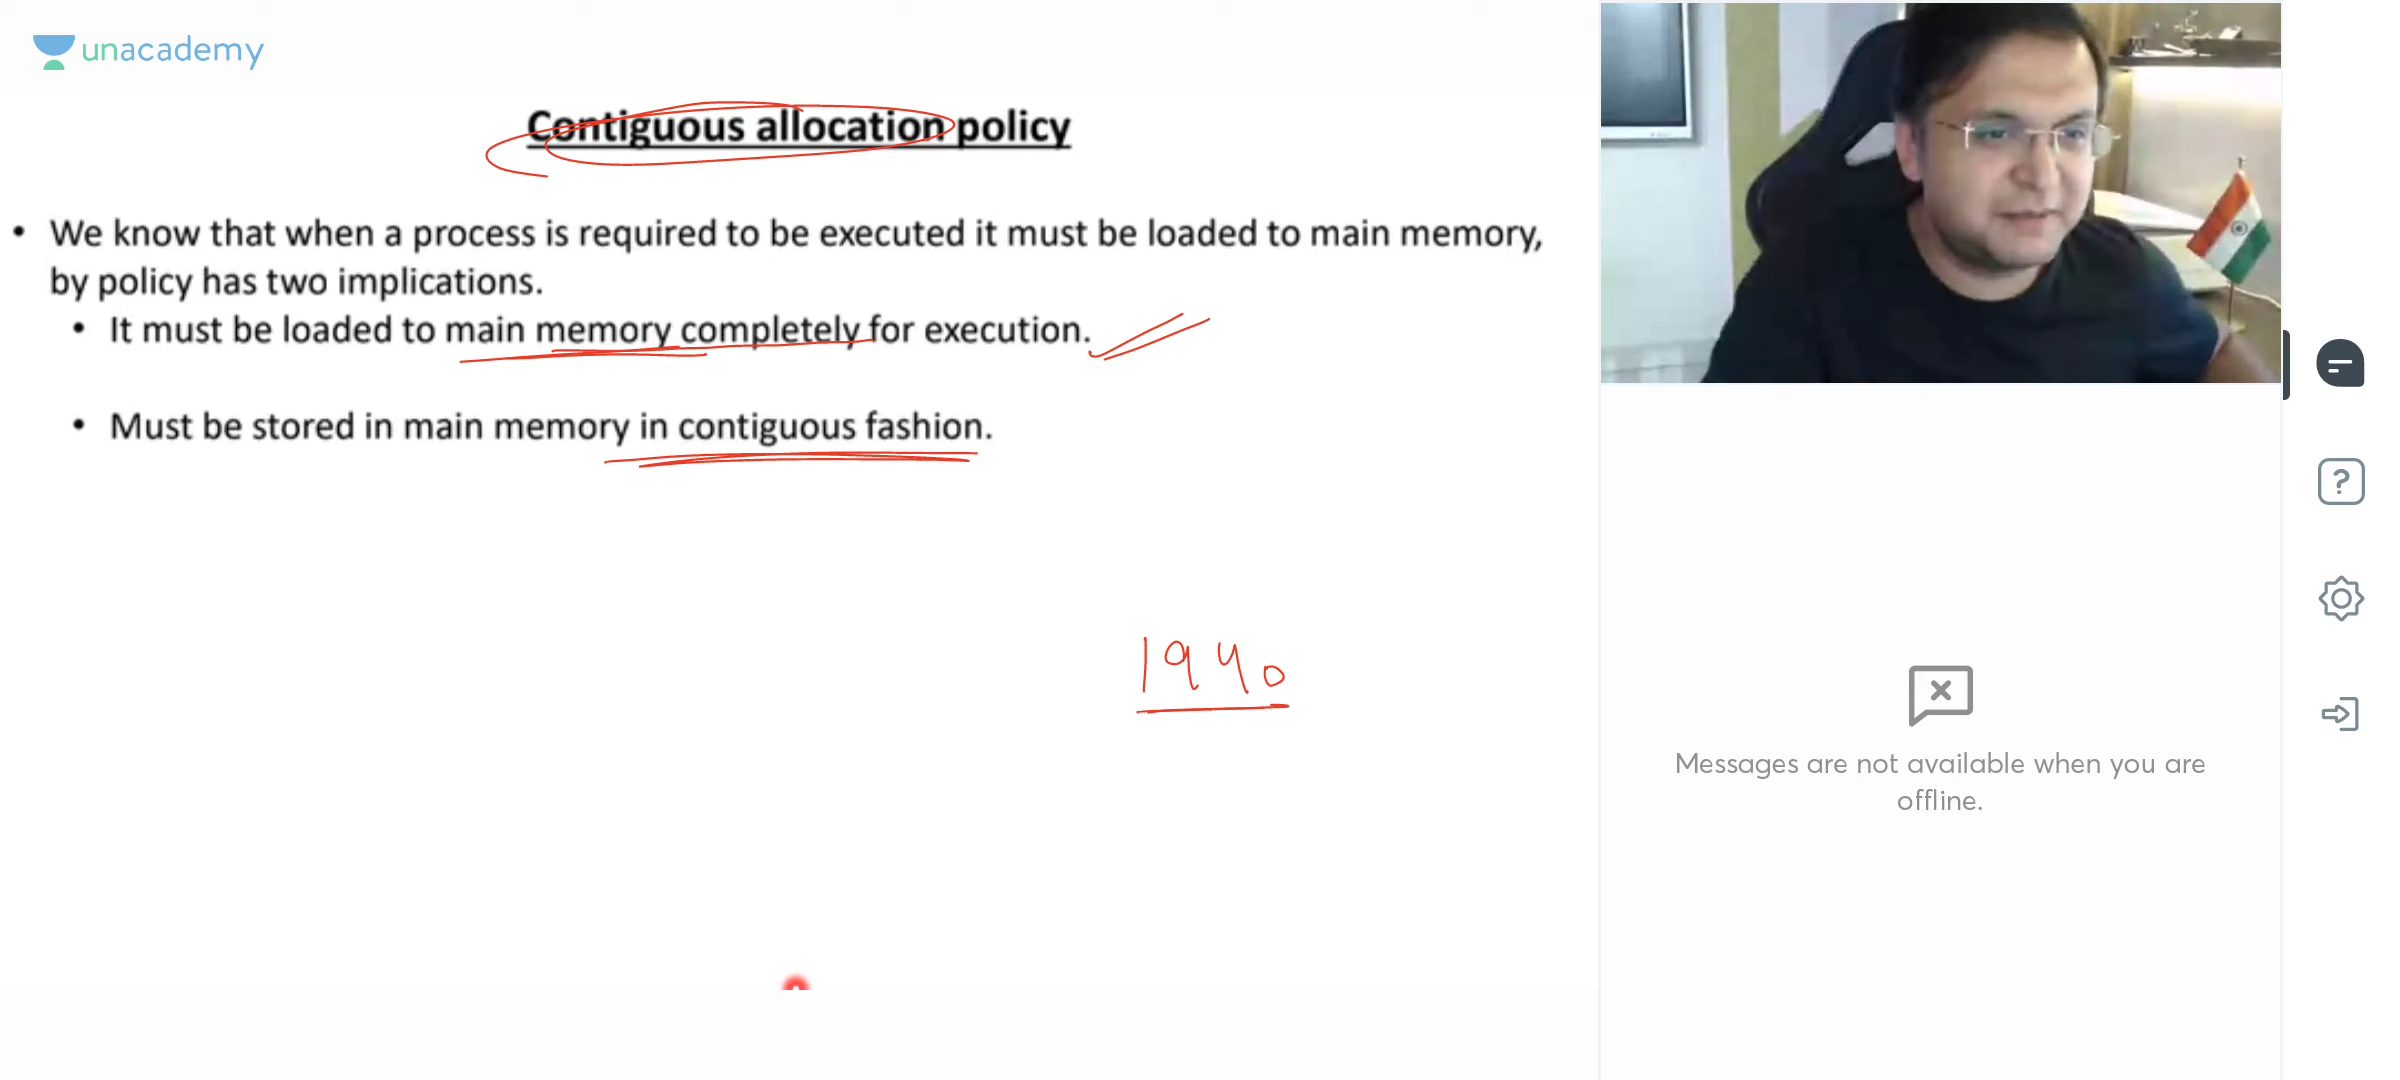 unacademy
Contiguous allocation policy
• We know that when a process is required to be executed it must be loaded to main memory,
by policy has two implications.
• It must be loaded to main memory completely for execution.
• Must be stored in main memory in contiguous fashion.
1940
?
Messages are not available when you are
offline.